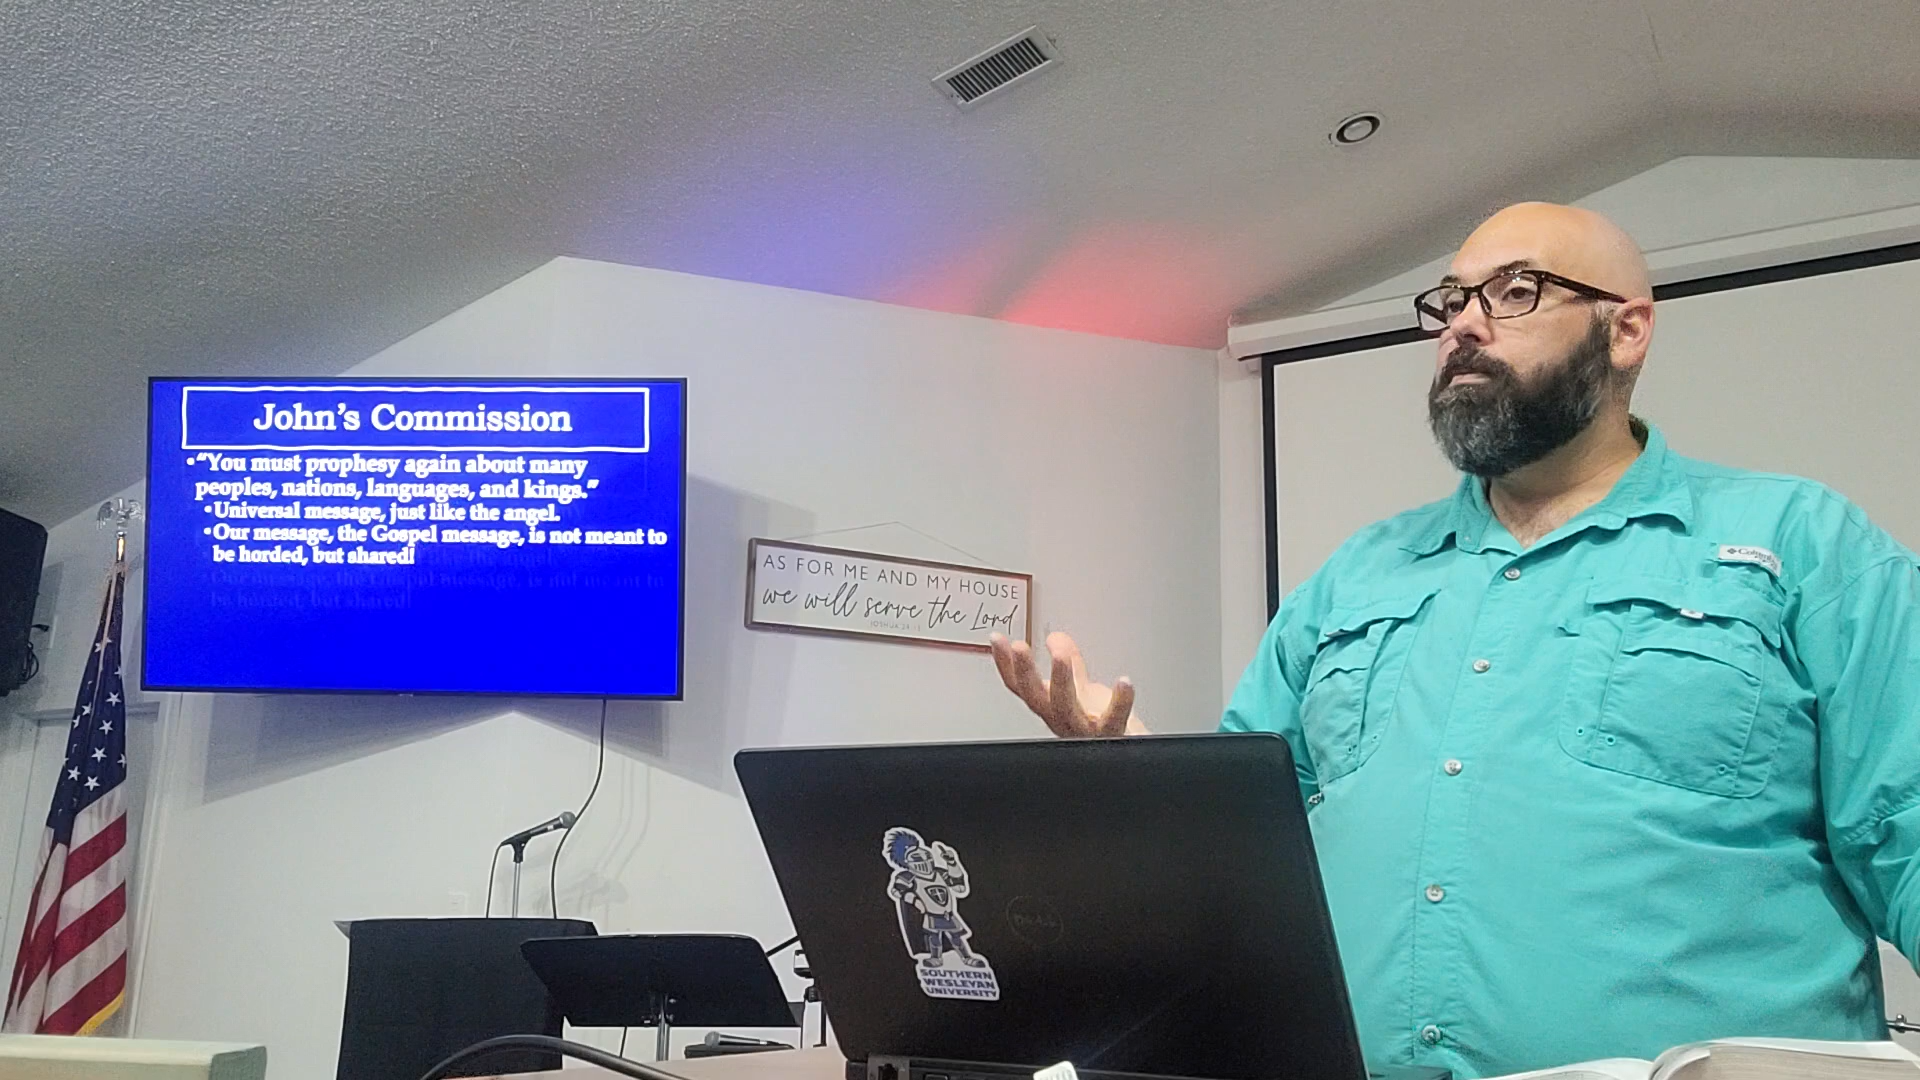 John's Commission
•"You must prophesy again about many
peoples, nations, languages, and kings."
•Universal message, just like the angel.
•Our message, the Gospel message, is not meant to
be horded, but shared!
AS FOR ME AND MY HOUSE
we will serve the Lord
Columbia
DELL
SOUTHERN
WESLEYAN
UNIVERSITY